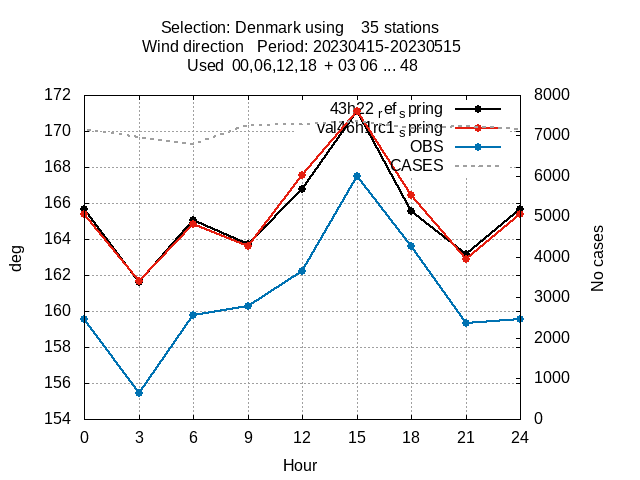 Selection: Denmark using    35 stations
Wind direction   Period: 20230415-20230515
Used  00,06,12,18  + 03 06 ... 48
172
170
168
166
164
162
160
158
156
154
deg
8000
7000
6000
5000
4000
3000
2000
1000
0
No cases
43h22_ref_spring
va146h1rc1_spring
OBS
CASES
0 3 6 9 12 15 18 21 24
Hour